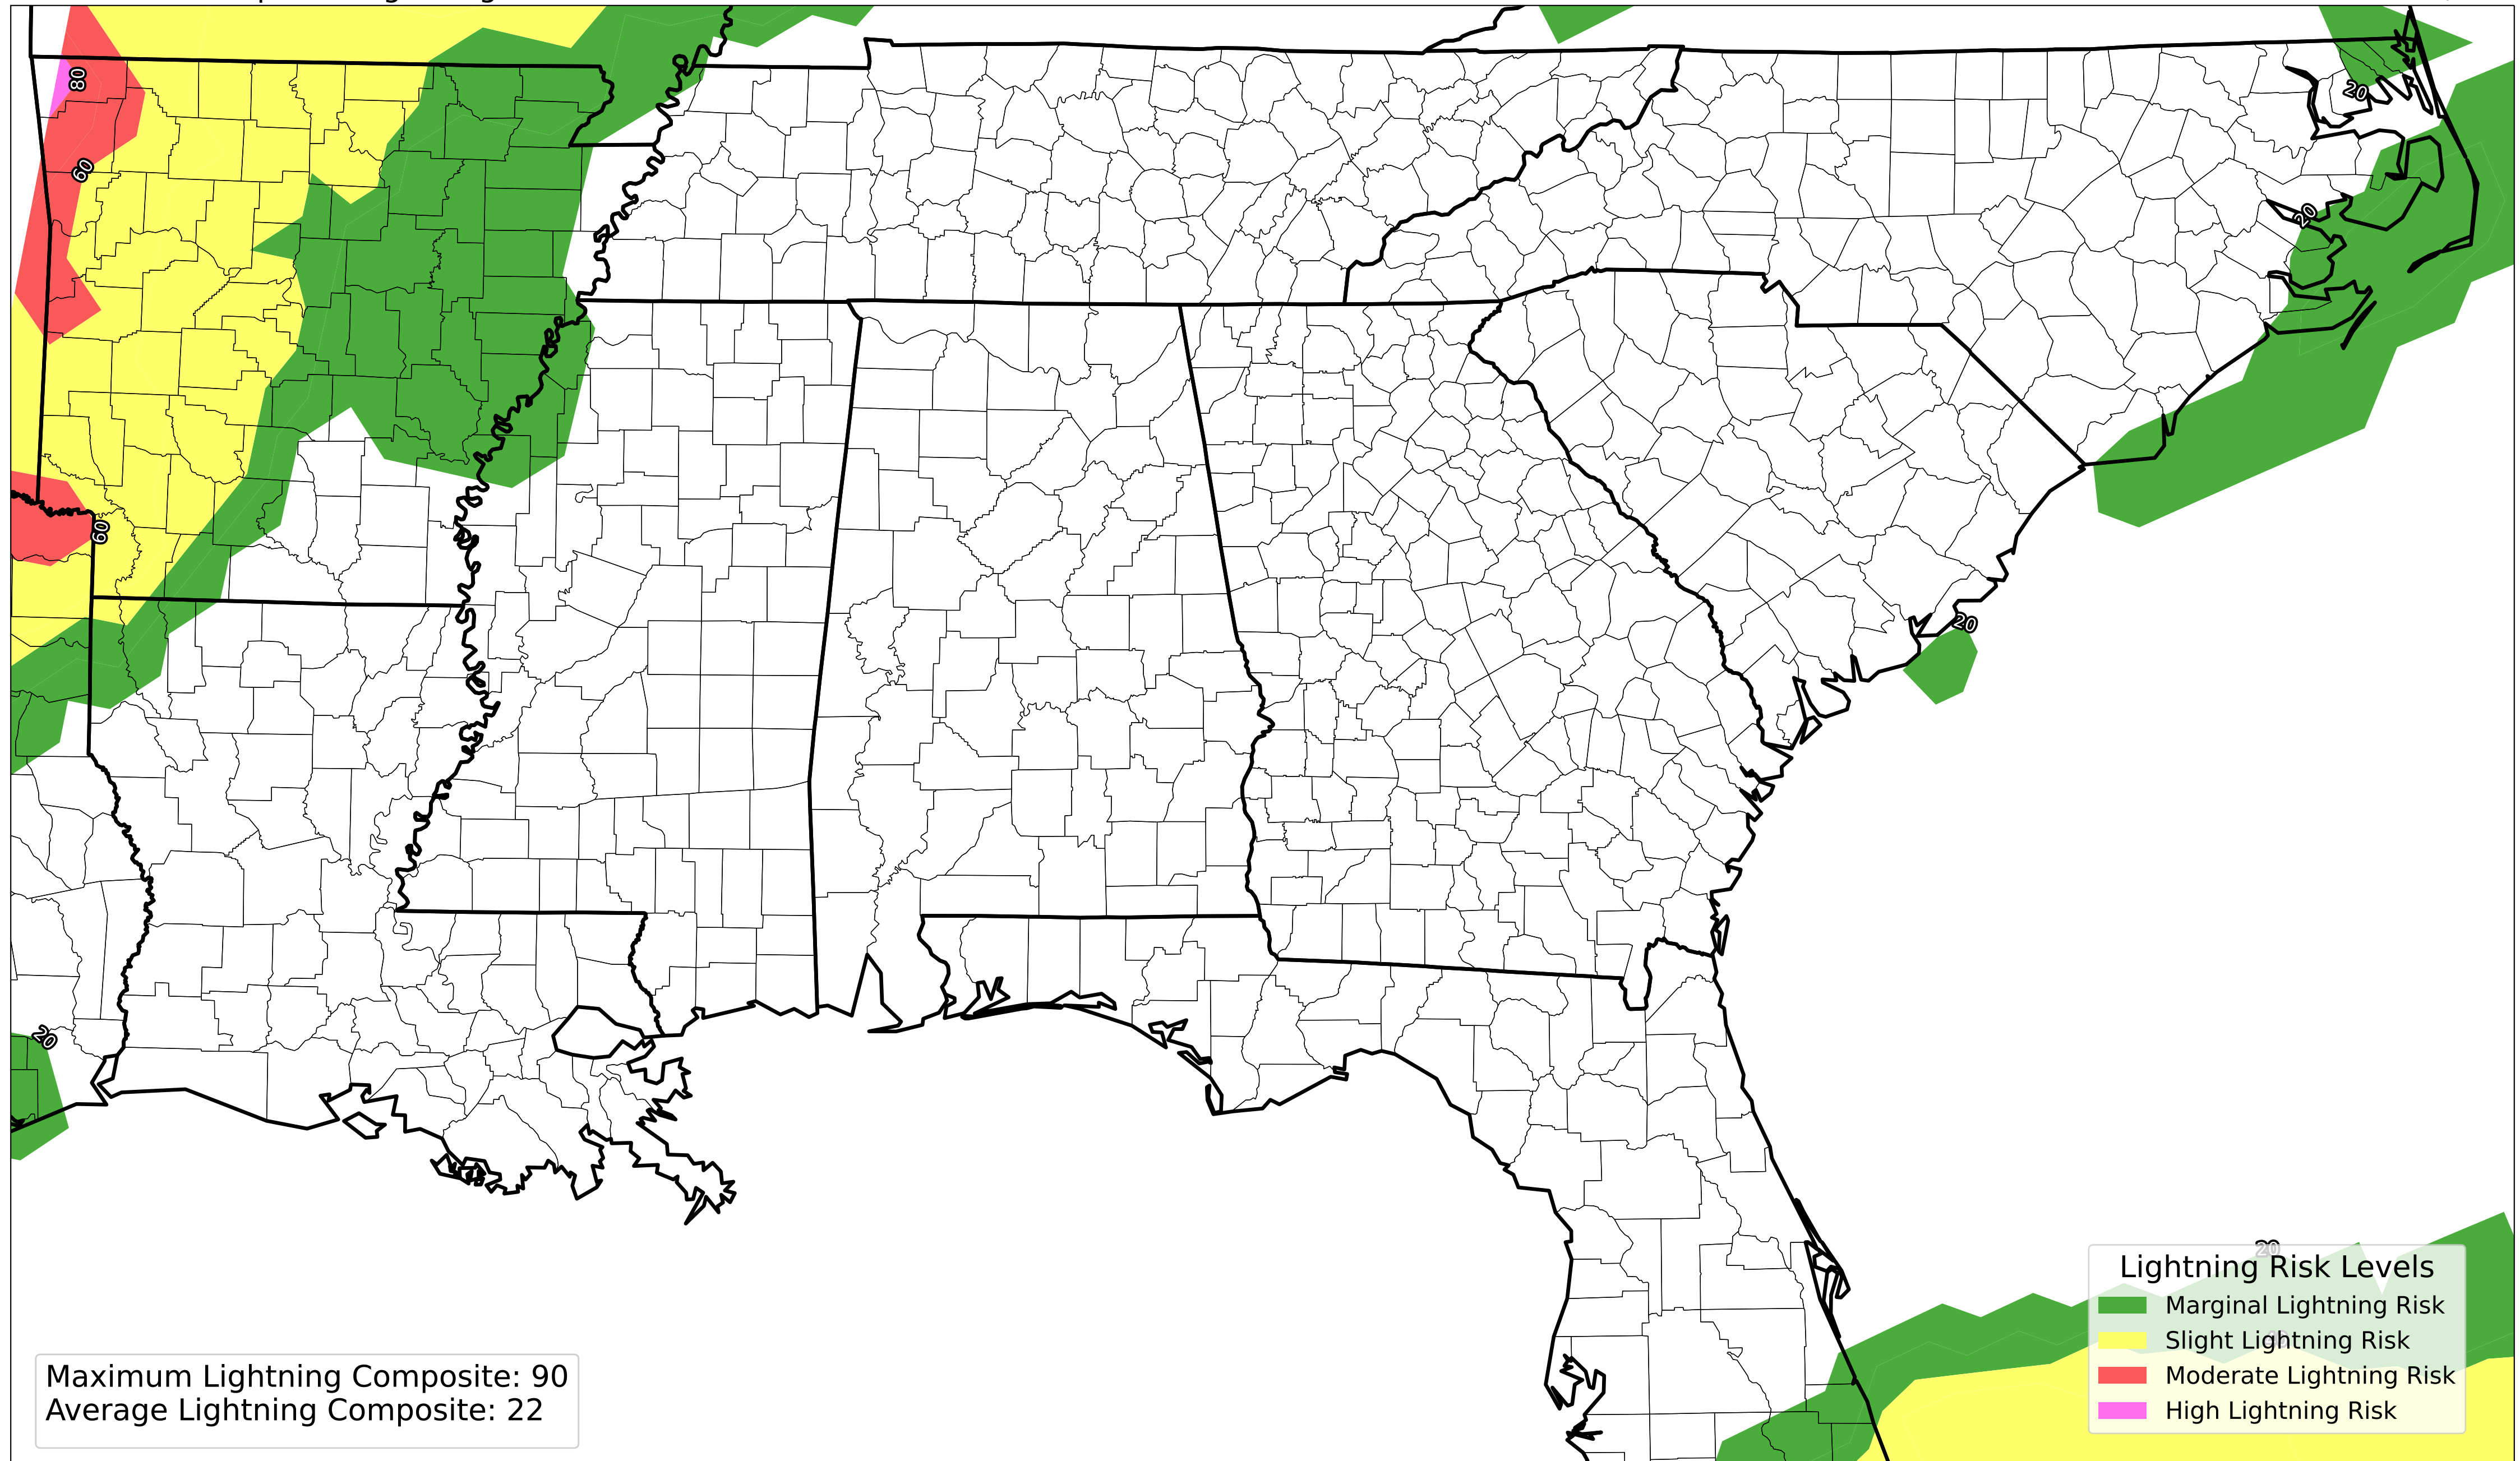 80
60
60
20
20
20
20
20
Lightning Risk Levels
Marginal Lightning Risk
Slight Lightning Risk
Moderate Lightning Risk
High Lightning Risk
Maximum Lightning Composite: 90
Average Lightning Composite: 22